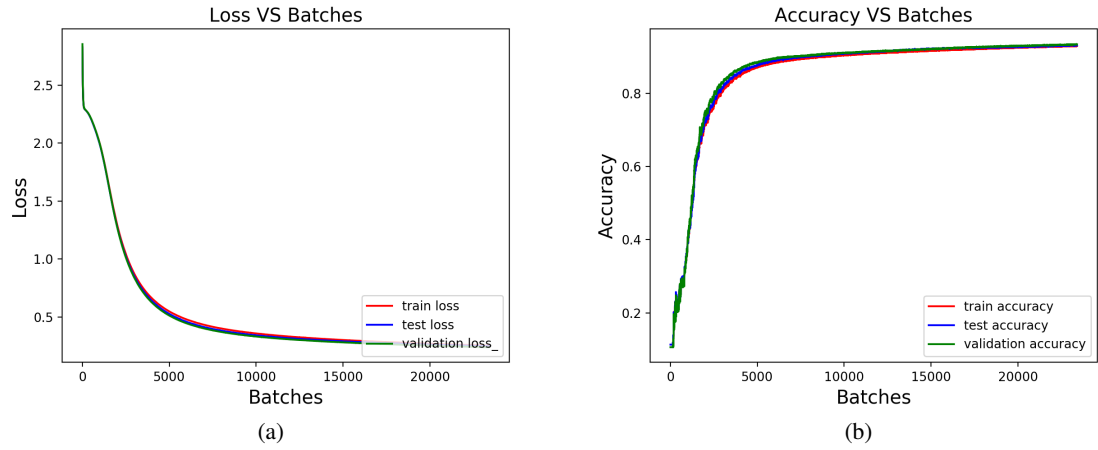 Loss VS Batches
2.5
2.0
1.5
1.0
0.5
Loss
0 5000 10000 15000 20000
Batches
train loss
test loss
validation loss_
(a)
Accuracy VS Batches
0.8
0.6
0.4
0.2
Accuracy
0 5000 10000 15000 20000
Batches
train accuracy
test accuracy
validation accuracy
(b)